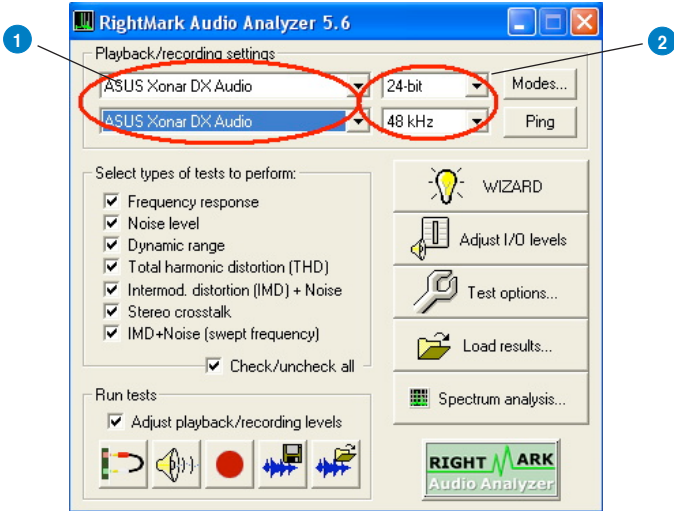 RightMark Audio Analyzer 5.6
1
2
Playback/recording settings
ASUS Xonar DX Audio 24-bit Modes...
ASUS Xonar DX Audio 48 kHz Ping
Select types of tests to perform:
Frequency response
Noise level
Dynamic range
Total harmonic distortion (THD)
Intermod. distortion (IMD) + Noise
Stereo crosstalk
IMD+Noise (swept frequency)
Check/uncheck all
WIZARD
Adjust I/O levels
Test options...
Load results...
Spectrum analysis...
Run tests
Adjust playback/recording levels
RIGHT MARK
Audio Analyzer